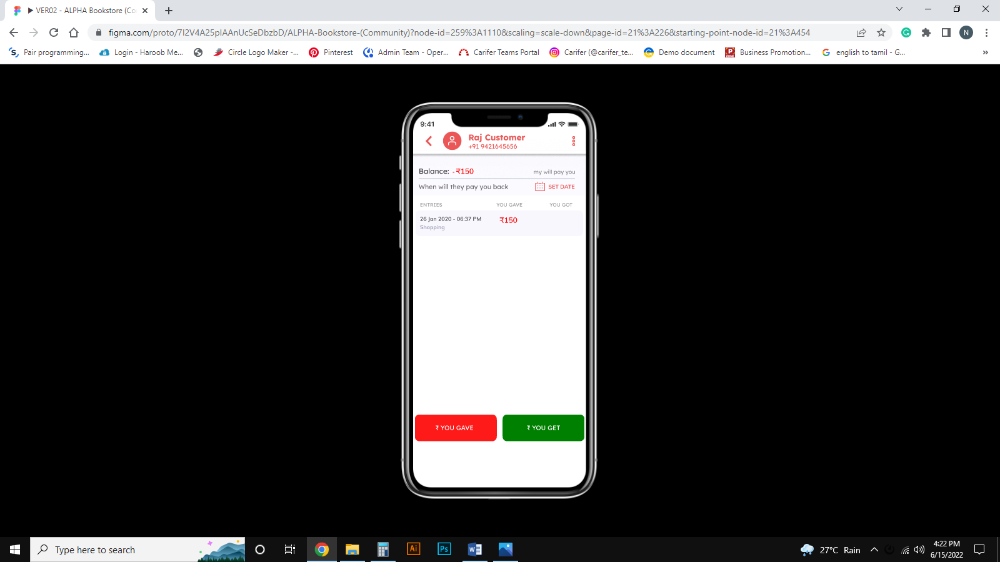 VER02 - ALPHA Bookstore (Co
figma.com/proto/7I2V4A25pIAAnUcSeDbzbD/ALPHA-Bookstore-(Community)?node-id=259%3A1110&scaling=scale-down&page-id=21%3A226&starting-point-node-id=21%3A454
N
Pair programming... Login - Haroob Me... Circle Logo Maker -... Pinterest Admin Team - Oper... Carifer Teams Portal Carifer (@carifer_te... Demo document Business Promotion... english to tamil - G... »
9:41
Raj Customer
+91 9421645656
Balance: -₹150 my will pay you
When will they pay you back SET DATE
ENTRIES YOU GAVE YOU GOT
26 Jan 2020 - 06:37 PM ₹150
Shopping
₹ YOU GAVE ₹ YOU GET
Type here to search
Ai Ps W
27°C Rain
4:22 PM
6/15/2022